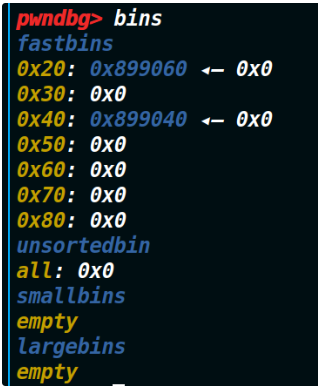 pwndbg> bins
fastbins
0x20: 0x899060 ◂— 0x0
0x30: 0x0
0x40: 0x899040 ◂— 0x0
0x50: 0x0
0x60: 0x0
0x70: 0x0
0x80: 0x0
unsortedbin
all: 0x0
smallbins
empty
largebins
empty